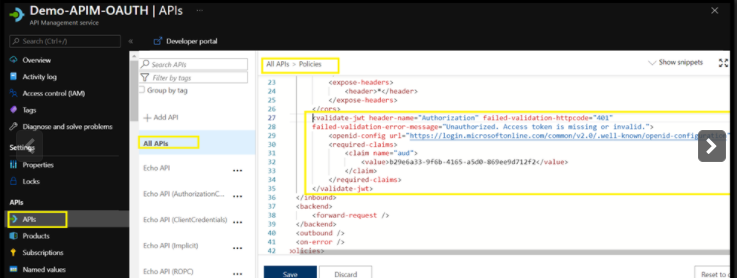 Demo-APIM-OAUTH | APIs ...
API Management service
Search (Ctrl+/)
Overview
Activity log
Access control (IAM)
Tags
Diagnose and solve problems
Settings
Properties
Locks
APIs
APIs
Products
Subscriptions
Named values
Developer portal
Search APIs
Filter by tags
Group by tag
+ Add API
All APIs
Echo API ...
Echo API (AuthorizationC... ...
Echo API (ClientCredentials) ...
Echo API (Implicit) ...
Echo API (ROPC) ...
All APIs > Policies
Show snippets
23 <expose-headers>
24 <header>*</header>
25 </expose-headers>
26 </cors>
27 <validate-jwt header-name="Authorization" failed-validation-httpcode="401"
failed-validation-error-message="Unauthorized. Access token is missing or invalid.">
28 <openid-config url="https://login.microsoftonline.com/common/v2.0/.well-known/openid-configuration"
29 <required-claims>
30 <claim name="aud">
31 <value>b29e6a33-9f6b-4165-a5d0-869ee9d712f2</value>
32 </claim>
33 </required-claims>
34 </validate-jwt>
35
36 </inbound>
37 <backend>
38 <forward-request />
39 </backend>
40 <outbound />
41 <on-error />
42 policies>
Save
Discard
Reset to